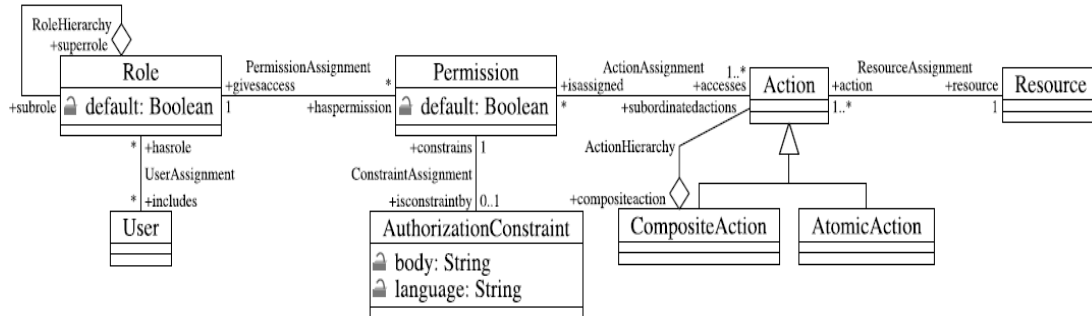 RoleHierarchy
+superrole
Role
default: Boolean
+subrole
PermissionAssignment
+givesaccess
*
1
+haspermission
Permission
default: Boolean
ActionAssignment
1..*
+isassigned
+accesses
*
+subordinatedactions
Action
ResourceAssignment
+action
+resource
1..*
1
Resource
* +hasrole
UserAssignment
* +includes
User
+constrains 1
ConstraintAssignment
+isconstraintby 0..1
AuthorizationConstraint
body: String
language: String
ActionHierarchy
+compositeaction
CompositeAction
AtomicAction